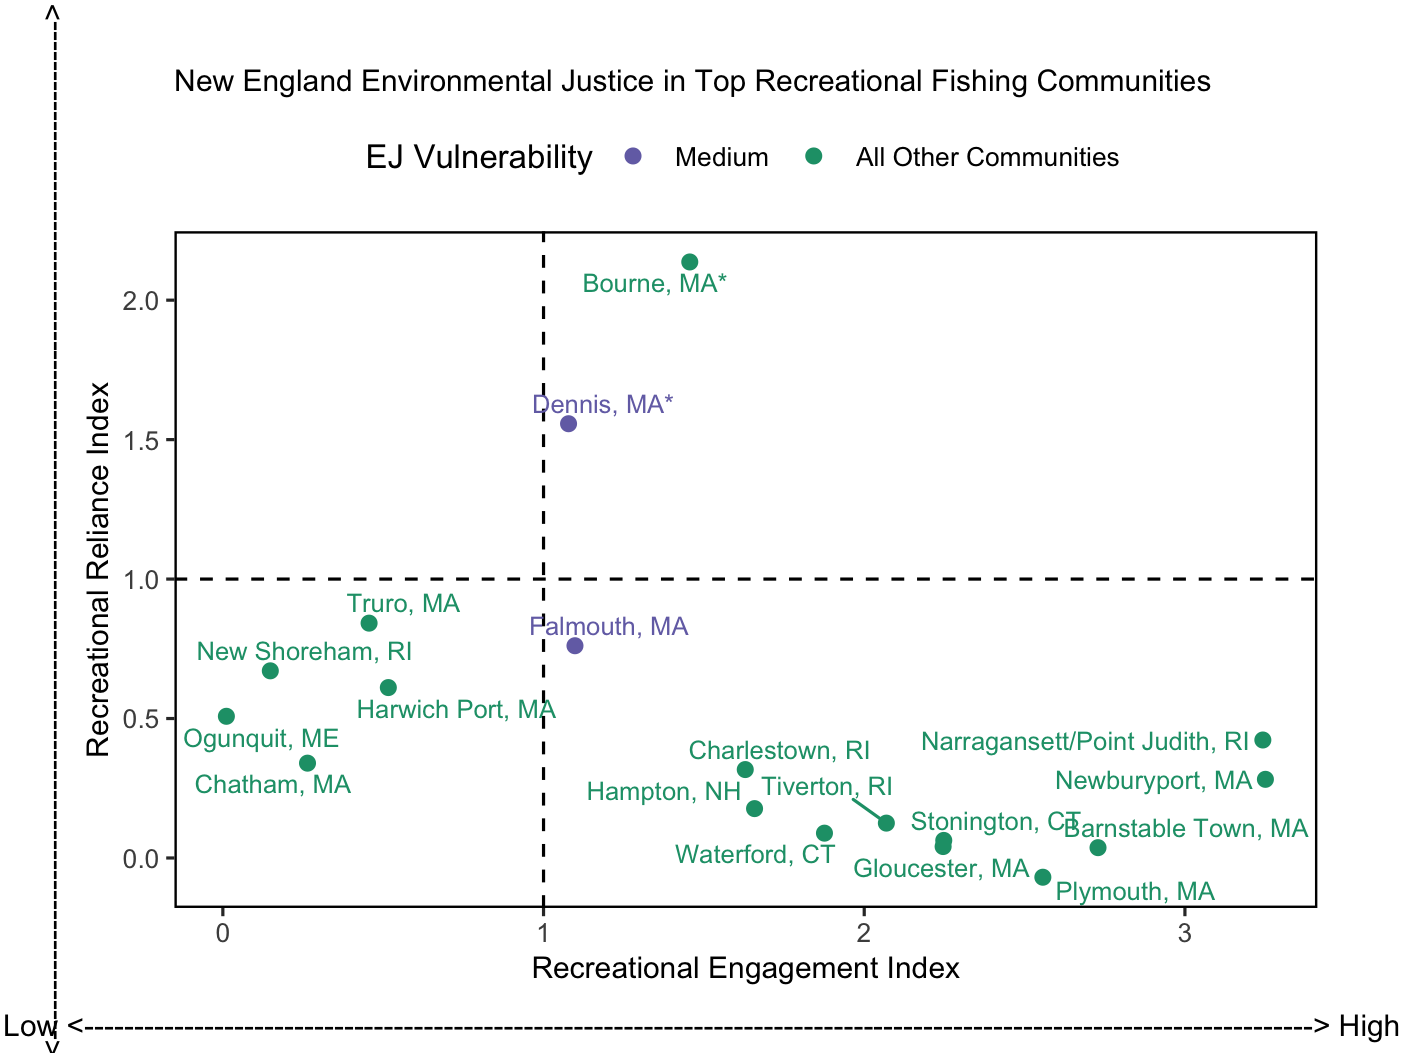 New England Environmental Justice in Top Recreational Fishing Communities
EJ Vulnerability Medium All Other Communities
Recreational Reliance Index
2.0
1.5
1.0
0.5
0.0
Bourne, MA*
Dennis, MA*
Truro, MA
Falmouth, MA
New Shoreham, RI
Harwich Port, MA
Ogunquit, ME
Chatham, MA
Narragansett/Point Judith, RI
Charlestown, RI
Newburyport, MA
Hampton, NH
Tiverton, RI
Stonington, CT
Barnstable Town, MA
Waterford, CT
Gloucester, MA
Plymouth, MA
0 1 2 3
Recreational Engagement Index
Low <--------------------------------------------------------------------------------> High